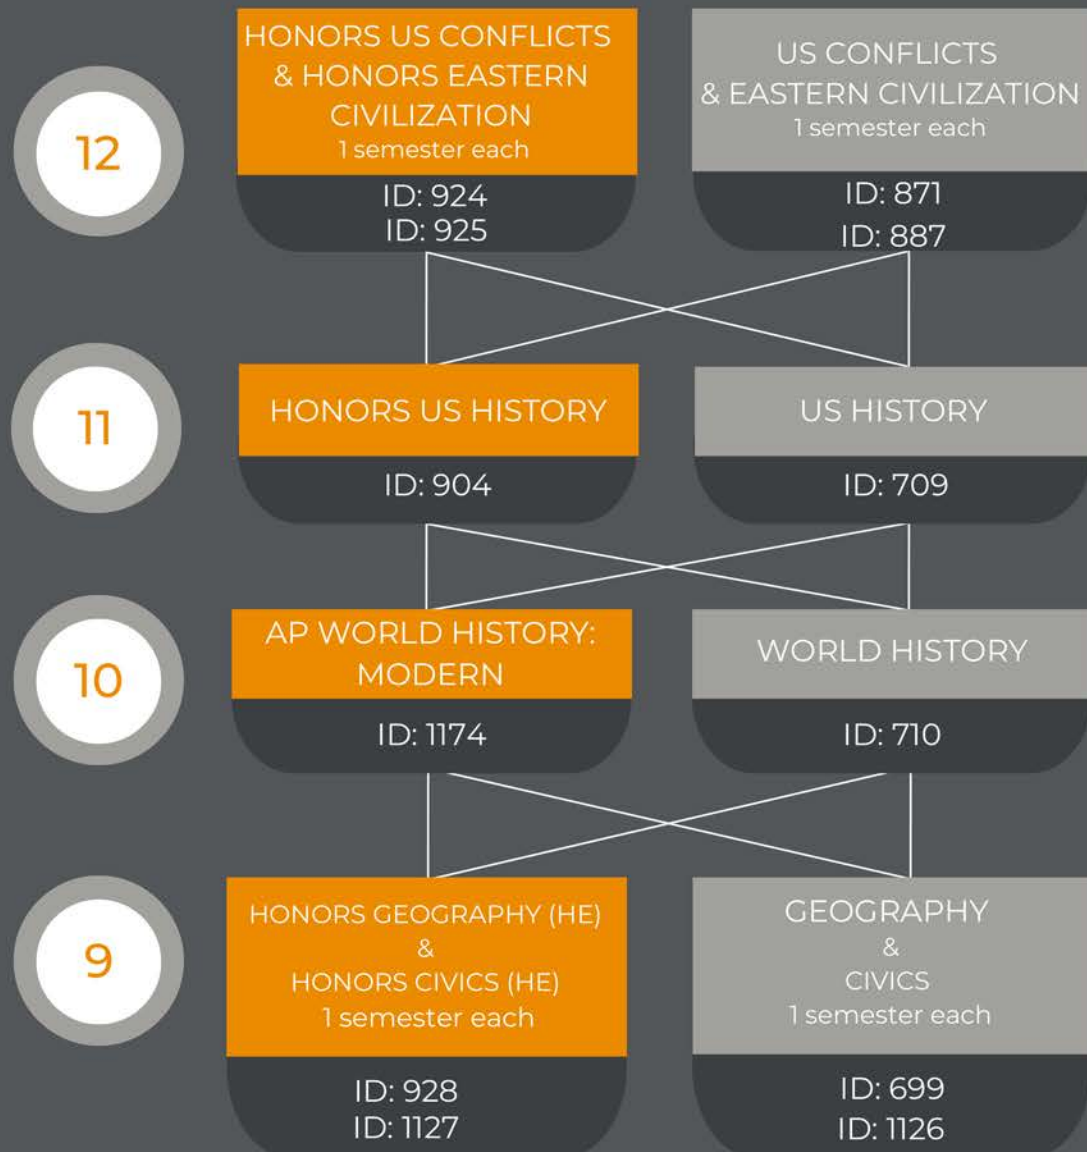 12
HONORS US CONFLICTS
& HONORS EASTERN
CIVILIZATION
1 semester each
ID: 924
ID: 925
US CONFLICTS
& EASTERN CIVILIZATION
1 semester each
ID: 871
ID: 887
11
HONORS US HISTORY
ID: 904
US HISTORY
ID: 709
10
AP WORLD HISTORY:
MODERN
ID: 1174
WORLD HISTORY
ID: 710
9
HONORS GEOGRAPHY (HE)
&
HONORS CIVICS (HE)
1 semester each
ID: 928
ID: 1127
GEOGRAPHY
&
CIVICS
1 semester each
ID: 699
ID: 1126